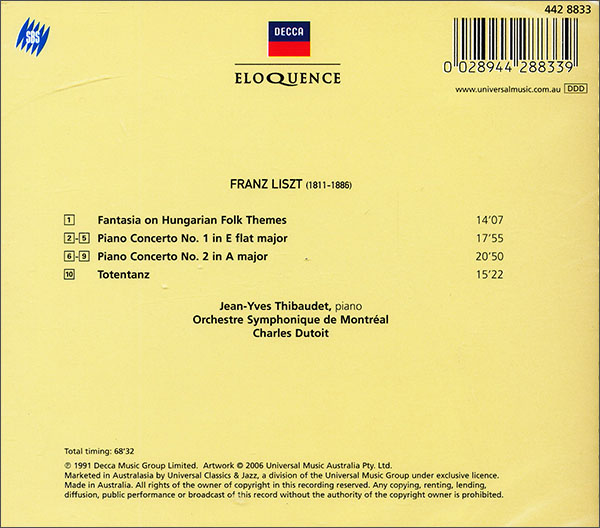 SBS
442 8833
DECCA
0 028944 288339
ELOQUENCE
www.universalmusic.com.au DDD
FRANZ LISZT (1811-1886)
1 Fantasia on Hungarian Folk Themes 14'07
2-5 Piano Concerto No. 1 in E flat major 17'55
6-9 Piano Concerto No. 2 in A major 20'50
10 Totentanz 15'22
Jean-Yves Thibaudet, piano
Orchestre Symphonique de Montréal
Charles Dutoit
Total timing: 68'32
℗ 1991 Decca Music Group Limited. Artwork © 2006 Universal Music Australia Pty. Ltd.
Marketed in Australasia by Universal Classics & Jazz, a division of the Universal Music Group under exclusive licence.
Made in Australia. All rights of the owner of copyright in this recording reserved. Any copying, renting, lending,
diffusion, public performance or broadcast of this record without the authority of the copyright owner is prohibited.